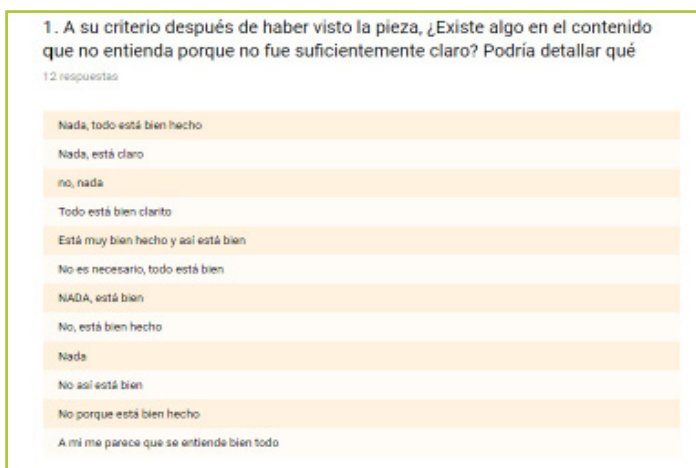 1. A su criterio después de haber visto la pieza, ¿Existe algo en el contenido
que no entienda porque no fue suficientemente claro? Podría detallar qué
12 respuestas
Nada, todo está bien hecho
Nada, está claro
no, nada
Todo está bien clarito
Está muy bien hecho y así está bien
No es necesario, todo está bien
NADA, está bien
No, está bien hecho
Nada
No así está bien
No porque está bien hecho
A mi me parece que se entiende bien todo